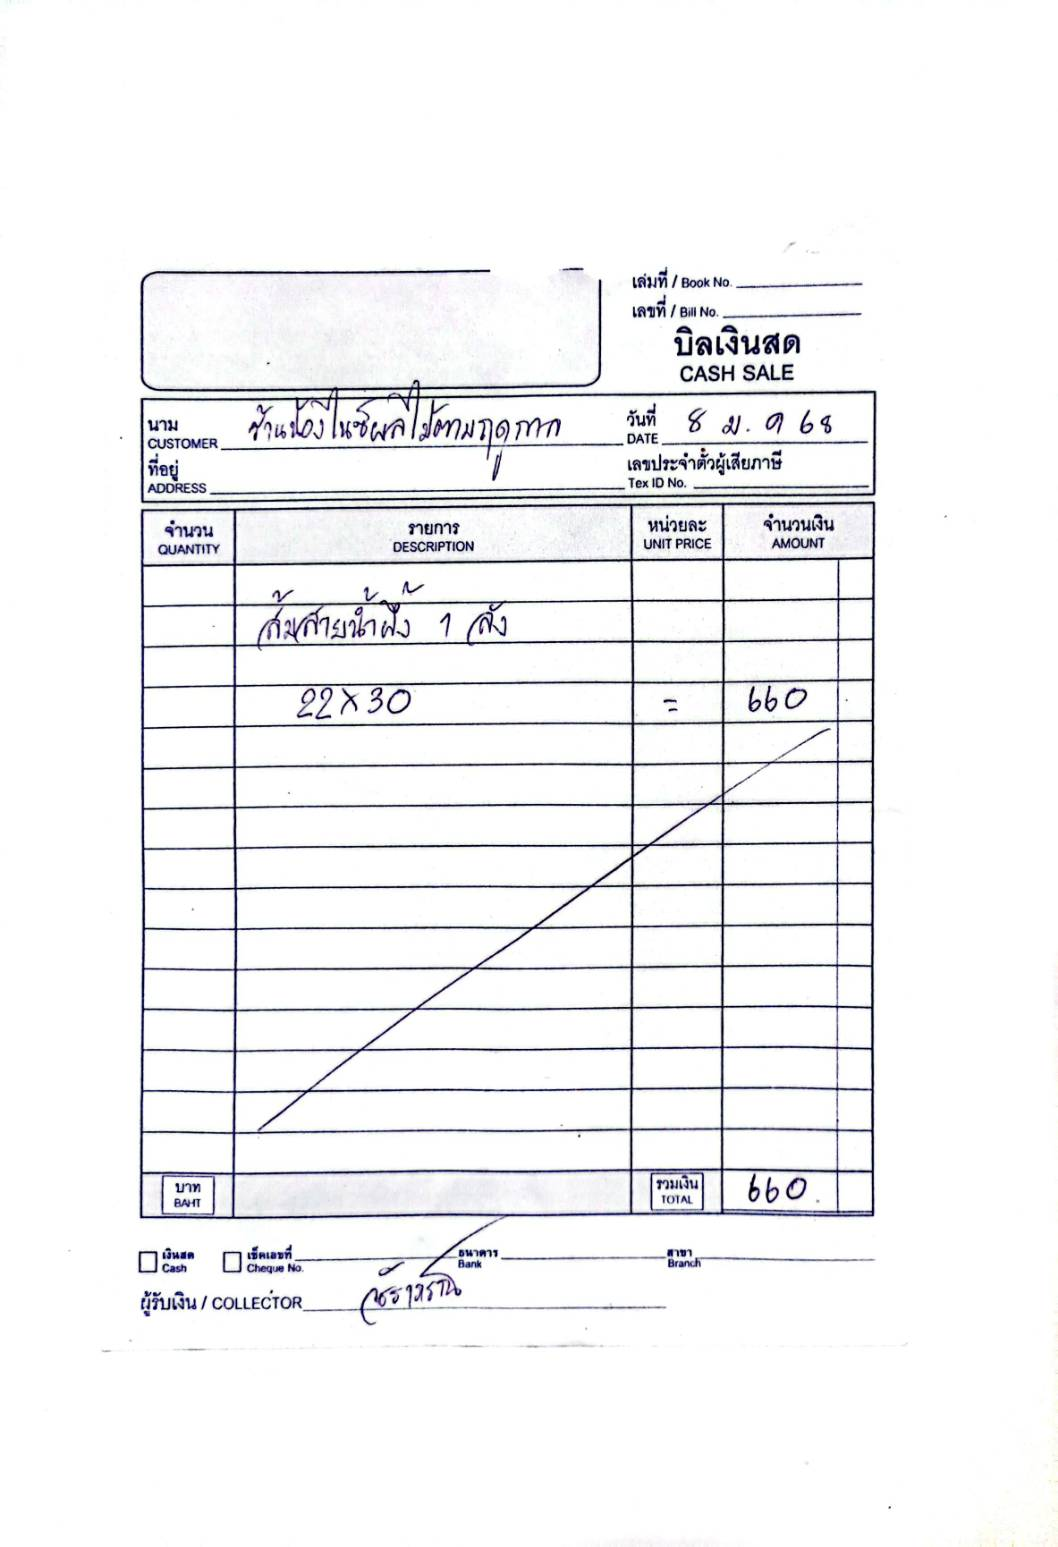 เล่มที่ / Book No.
เลขที่ / Bill No.
บิลเงินสด
CASH SALE
นาม ร้านน้องไนซ์ผลไม้ตามฤดูกาล วันที่ 8 ม.ค 68
CUSTOMER DATE
ที่อยู่ เลขประจำตัวผู้เสียภาษี
ADDRESS Tex ID No.
จำนวน รายการ หน่วยละ จำนวนเงิน
QUANTITY DESCRIPTION UNIT PRICE AMOUNT
ส้มสายน้ำผึ้ง 1 ลัง
22 X 30 = 660
บาท รวมเงิน 660
BAHT TOTAL
เงินสด เช็คเลขที่ ธนาคาร สาขา
Cash Cheque No. Bank Branch
ผู้รับเงิน / COLLECTOR